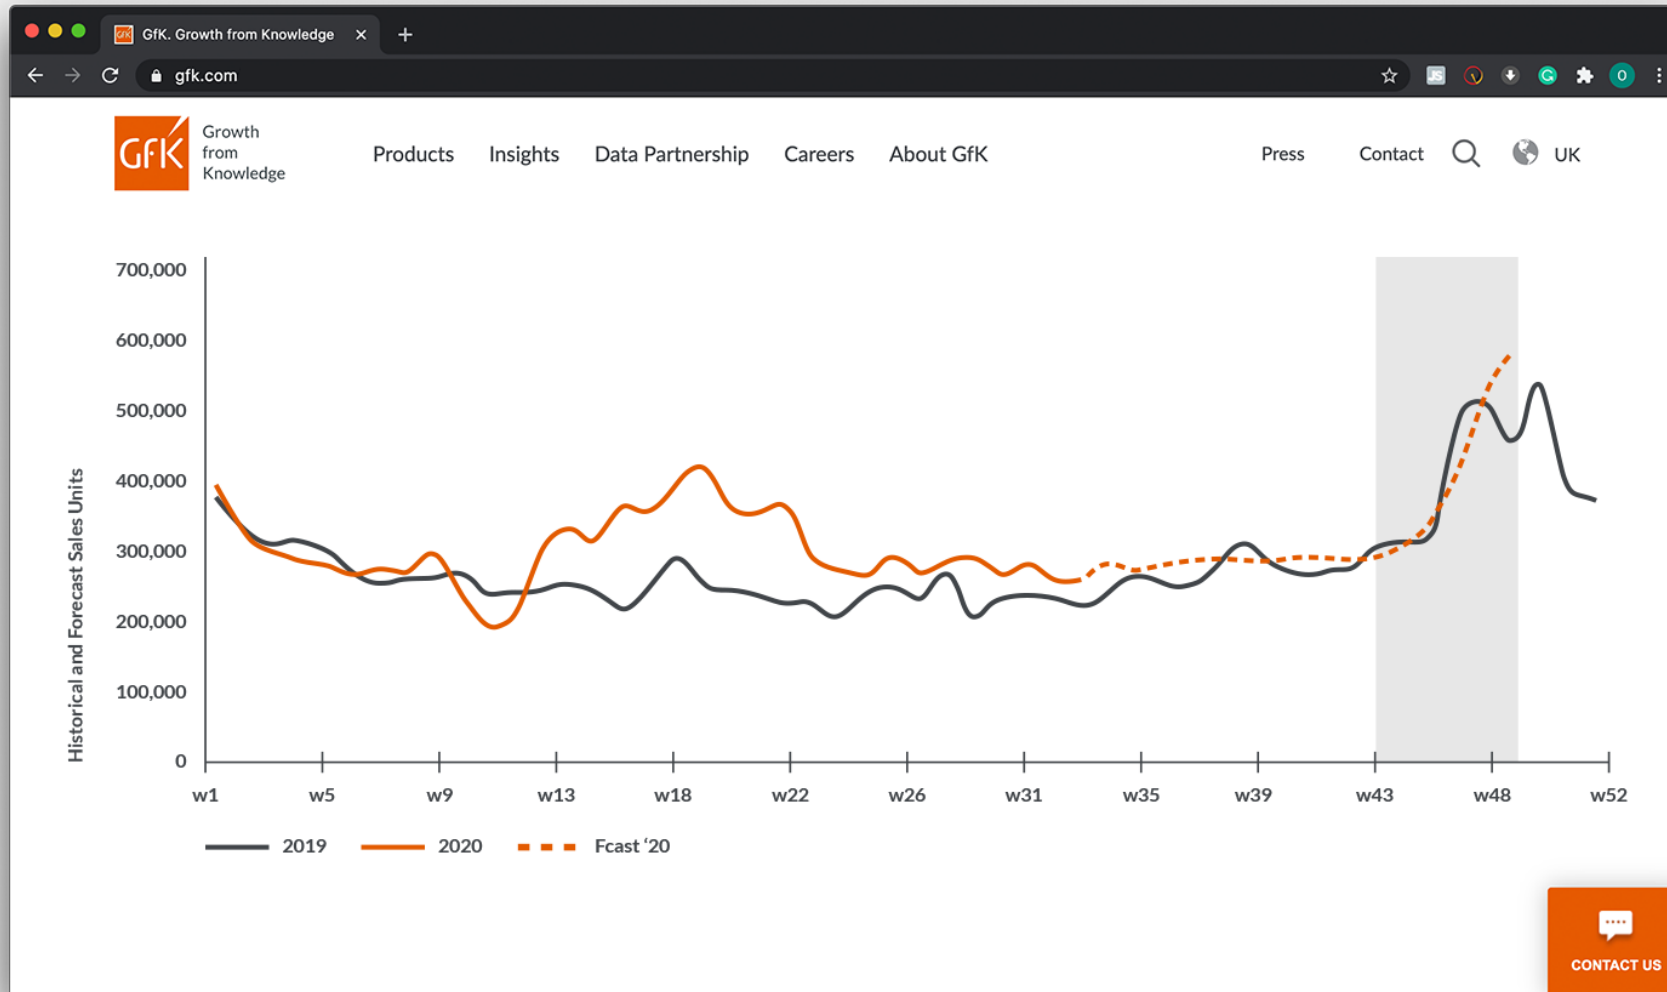 GfK. Growth from Knowledge
gfk.com
JS
G
O
GfK
Growth
from
Knowledge
Products Insights Data Partnership Careers About GfK
Press Contact UK
700,000
600,000
500,000
400,000
300,000
200,000
100,000
0
Historical and Forecast Sales Units
w1 w5 w9 w13 w18 w22 w26 w31 w35 w39 w43 w48 w52
2019 2020 Fcast ‘20
CONTACT US